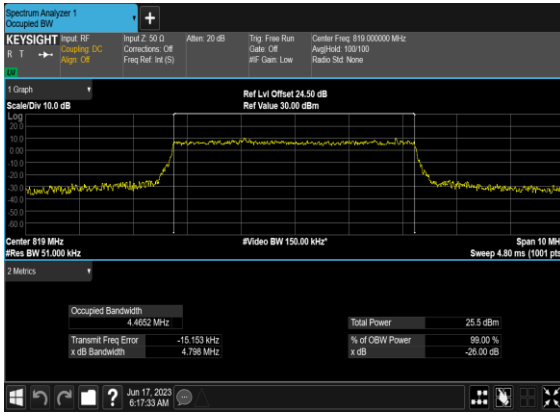 Spectrum Analyzer 1
Occupied BW
KEYSIGHT
R T
LV
Input: RF
Coupling: DC
Align: Off
Input Z: 50 Ω
Corrections: Off
Freq Ref: Int (S)
Atten: 20 dB
Trig: Free Run
Gate: Off
#IF Gain: Low
Center Freq: 819.000000 MHz
Avg|Hold: 100/100
Radio Std: None
1 Graph
Scale/Div 10.0 dB
Ref Lvl Offset 24.50 dB
Ref Value 30.00 dBm
Log
20.0
10.0
0.00
-10.0
-20.0
-30.0
-40.0
-50.0
-60.0
Center 819 MHz
#Res BW 51.000 kHz
#Video BW 150.00 kHz*
Span 10 MH
Sweep 4.80 ms (1001 pts
2 Metrics
Occupied Bandwidth
4.4652 MHz
Transmit Freq Error -15.153 kHz
x dB Bandwidth 4.798 MHz
Total Power 25.5 dBm
% of OBW Power 99.00 %
x dB -26.00 dB
?
Jun 17, 2023
6:17:33 AM